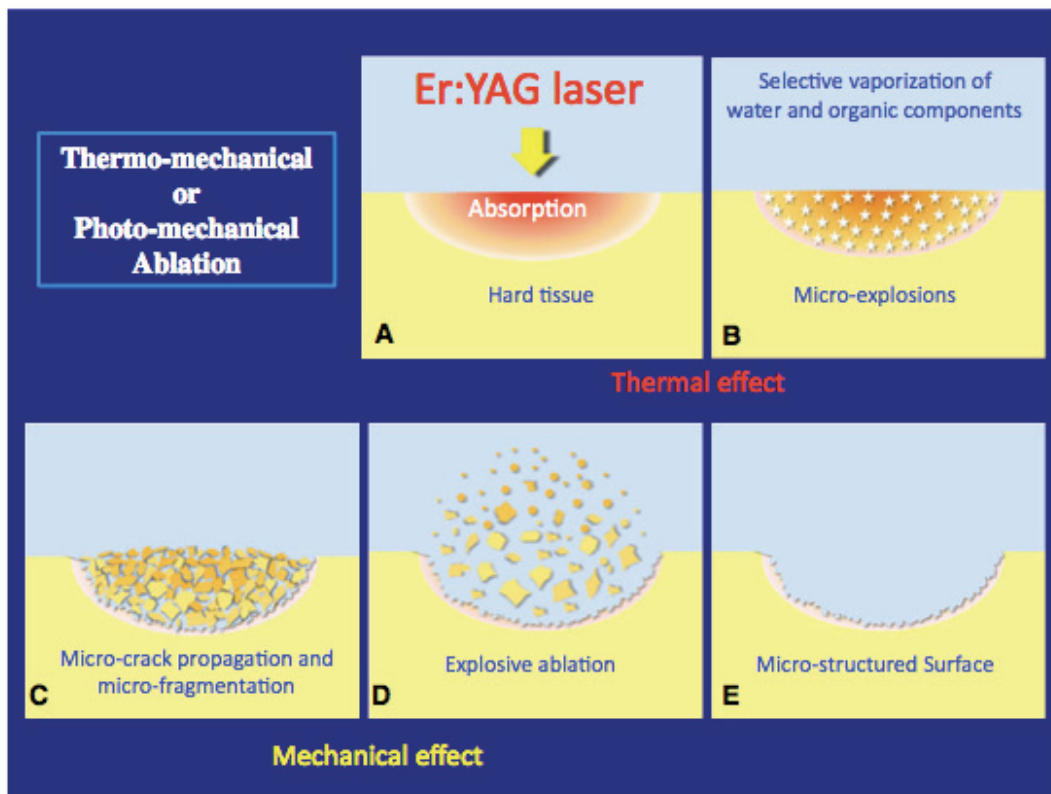 Thermo-mechanical
or
Photo-mechanical
Ablation
Er:YAG laser
Absorption
Hard tissue
A
Selective vaporization of
water and organic components
Micro-explosions
B
Thermal effect
Micro-crack propagation and
micro-fragmentation
C
Explosive ablation
D
Micro-structured Surface
E
Mechanical effect